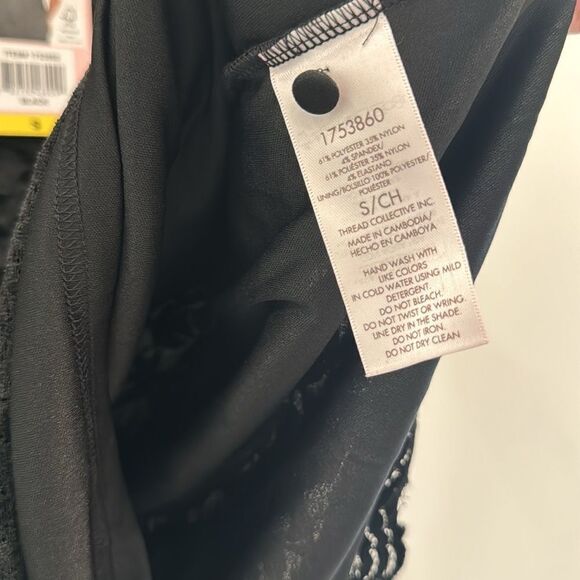 1753860
61% POLYESTER 35% NYLON
4% SPANDEX/
61% POLIÉSTER 35% NYLON
4% ELASTANO
LINING/BOLSILLO 100% POLYESTER/
POLIÉSTER
S/CH
THREAD COLLECTIVE INC.
MADE IN CAMBODIA/
HECHO EN CAMBOYA
HAND WASH WITH
LIKE COLORS
IN COLD WATER USING MILD
DETERGENT.
DO NOT BLEACH.
DO NOT TWIST OR WRING.
LINE DRY IN THE SHADE.
DO NOT IRON.
DO NOT DRY CLEAN
S